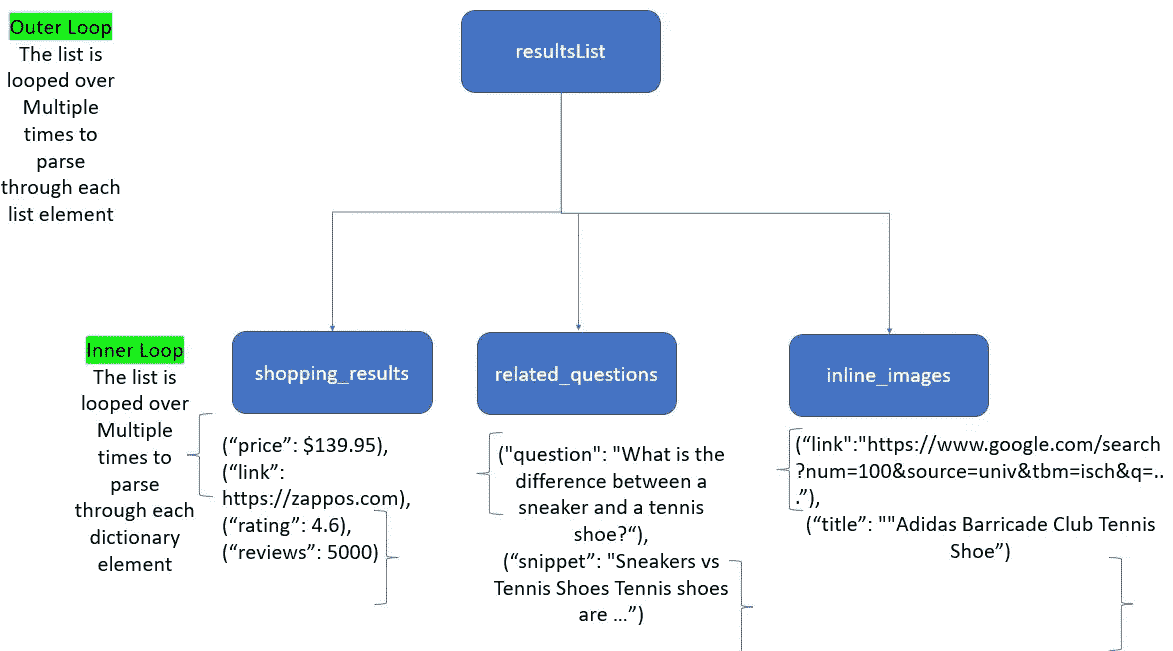 Outer Loop
The list is
looped over
Multiple
times to
parse
through each
list element
resultsList
Inner Loop
The list is
looped over
Multiple
times to
parse
through each
dictionary
element
shopping_results
(“price”: $139.95),
(“link”:
https://zappos.com),
(“rating”: 4.6),
(“reviews”: 5000)
related_questions
("question": "What is the
difference between a
sneaker and a tennis
shoe?“),
(“snippet”: "Sneakers vs
Tennis Shoes Tennis shoes
are ...”)
inline_images
(“link":"https://www.google.com/search
?num=100&source=univ&tbm=isch&q=..
.”),
(“title”: ""Adidas Barricade Club Tennis
Shoe”)